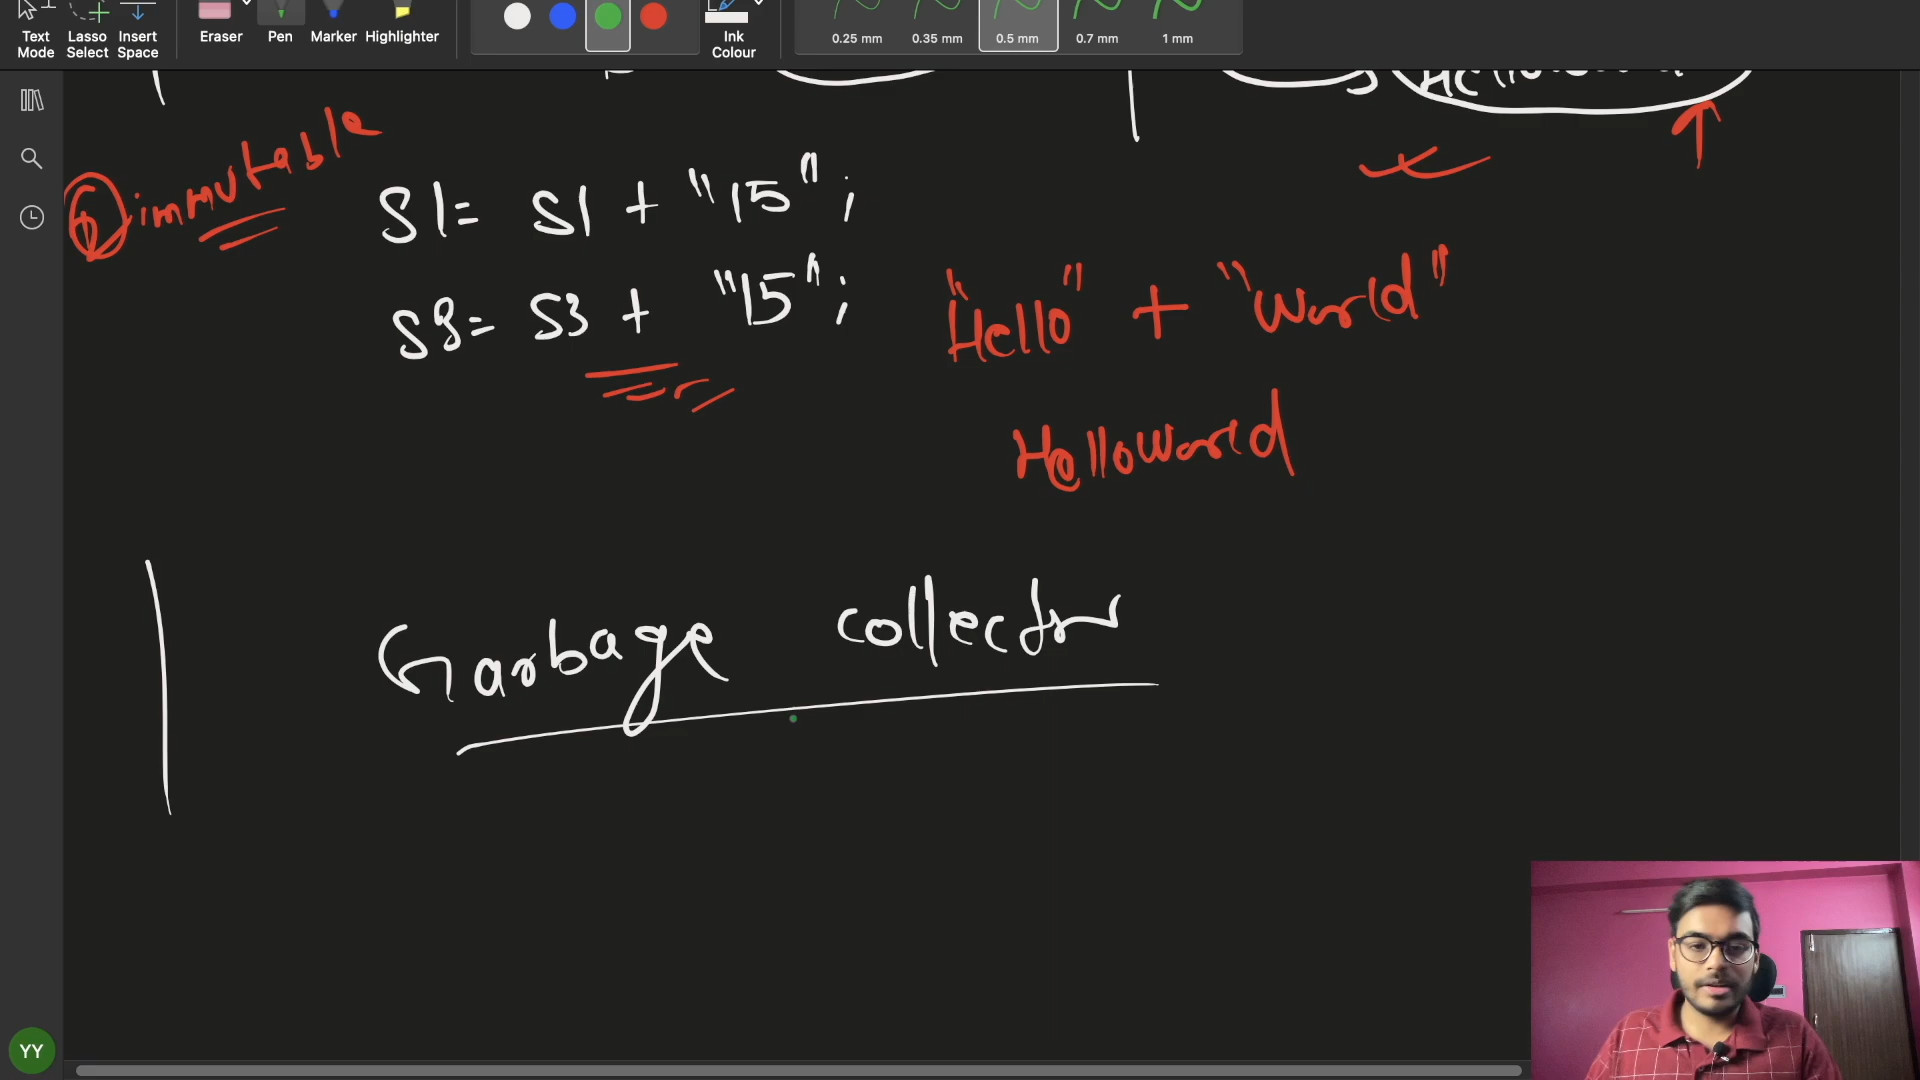 Text Mode
Lasso Select
Insert Space
Eraser
Pen
Marker
Highlighter
Ink Colour
0.25 mm
0.35 mm
0.5 mm
0.7 mm
1 mm
immutable
S1= S1 + "15";
S3= S3 + "15";
"Hello" + "World"
HelloWorld
Garbage collector
YY